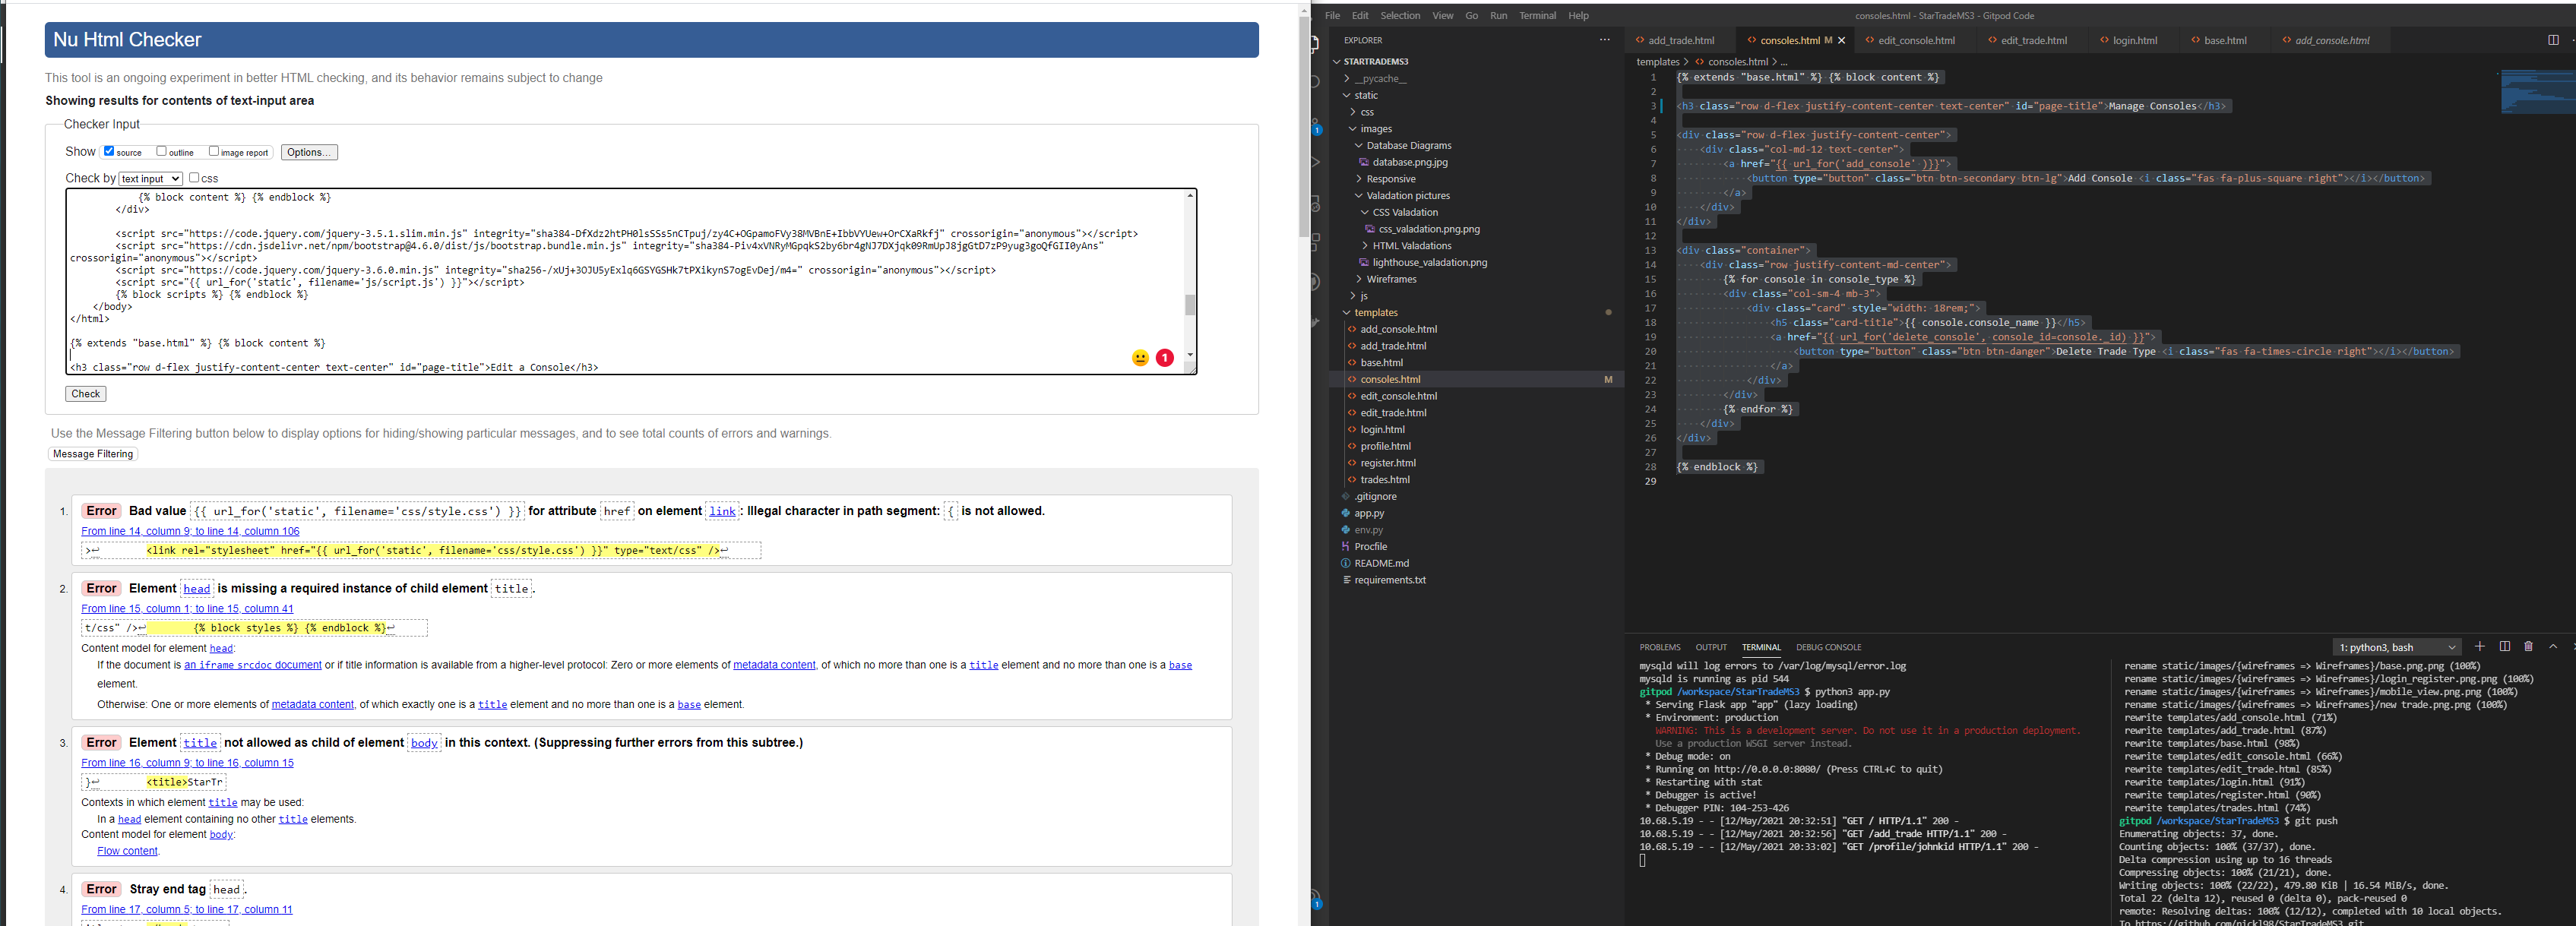 Nu Html Checker
This tool is an ongoing experiment in better HTML checking, and its behavior remains subject to change
Showing results for contents of text-input area
Checker Input
Show source outline image report Options...
Check by text input css
{% block content %} {% endblock %}
</div>
<script src="https://code.jquery.com/jquery-3.5.1.slim.min.js" integrity="sha384-DfXdz2htPH0lsSSs5nCTpuj/zy4C+OGpamoFVy38MVBnE+IbbVYUew+OrCXaRkfj" crossorigin="anonymous"></script>
<script src="https://cdn.jsdelivr.net/npm/bootstrap@4.6.0/dist/js/bootstrap.bundle.min.js" integrity="sha384-Piv4xVNRyMGpqkS2by6br4gNJ7DXjqk09RmUpJ8jgGtD7zP9yug3goQfGII0yAns"
crossorigin="anonymous"></script>
<script src="https://code.jquery.com/jquery-3.6.0.min.js" integrity="sha256-/xUj+3OJU5yExlq6GSYGSHk7tPXikynS7ogEvDej/m4=" crossorigin="anonymous"></script>
<script src="{{ url_for('static', filename='js/script.js') }}"></script>
{% block scripts %} {% endblock %}
</body>
</html>
{% extends "base.html" %} {% block content %}
<h3 class="row d-flex justify-content-center text-center" id="page-title">Edit a Console</h3>
1
Check
Use the Message Filtering button below to display options for hiding/showing particular messages, and to see total counts of errors and warnings.
Message Filtering
1. Error Bad value {{ url_for('static', filename='css/style.css') }} for attribute href on element link: Illegal character in path segment: { is not allowed.
From line 14, column 9; to line 14, column 106
>↩ <link rel="stylesheet" href="{{ url_for('static', filename='css/style.css') }}" type="text/css" />↩
2. Error Element head is missing a required instance of child element title.
From line 15, column 1; to line 15, column 41
t/css" />↩ {% block styles %} {% endblock %}↩
Content model for element head:
If the document is an iframe srcdoc document or if title information is available from a higher-level protocol: Zero or more elements of metadata content, of which no more than one is a title element and no more than one is a base
element.
Otherwise: One or more elements of metadata content, of which exactly one is a title element and no more than one is a base element.
3. Error Element title not allowed as child of element body in this context. (Suppressing further errors from this subtree.)
From line 16, column 9; to line 16, column 15
}↩ <title>StarTr
Contexts in which element title may be used:
In a head element containing no other title elements.
Content model for element body:
Flow content.
4. Error Stray end tag head.
From line 17, column 5; to line 17, column 11
File Edit Selection View Go Run Terminal Help
consoles.html - StarTradeMS3 - Gitpod Code
EXPLORER ...
STARTRADEMS3
__pycache__
static
css
images
Database Diagrams
database.png.jpg
Responsive
Valadation pictures
CSS Valadation
css_valadation.png.png
HTML Valadations
lighthouse_valadation.png
Wireframes
js
templates
add_console.html
add_trade.html
base.html
consoles.html M
edit_console.html
edit_trade.html
login.html
profile.html
register.html
trades.html
.gitignore
app.py
env.py
Procfile
README.md
requirements.txt
1
1
add_trade.html consoles.html M edit_console.html edit_trade.html login.html base.html add_console.html
templates > consoles.html > ...
1 {% extends "base.html" %} {% block content %}
2
3 <h3 class="row d-flex justify-content-center text-center" id="page-title">Manage Consoles</h3>
4
5 <div class="row d-flex justify-content-center">
6 <div class="col-md-12 text-center">
7 <a href="{{ url_for('add_console' )}}">
8 <button type="button" class="btn btn-secondary btn-lg">Add Console <i class="fas fa-plus-square right"></i></button>
9 </a>
10 </div>
11 </div>
12
13 <div class="container">
14 <div class="row justify-content-md-center">
15 {% for console in console_type %}
16 <div class="col-sm-4 mb-3">
17 <div class="card" style="width: 18rem;">
18 <h5 class="card-title">{{ console.console_name }}</h5>
19 <a href="{{ url_for('delete_console', console_id=console._id) }}">
20 <button type="button" class="btn btn-danger">Delete Trade Type <i class="fas fa-times-circle right"></i></button>
21 </a>
22 </div>
23 </div>
24 {% endfor %}
25 </div>
26 </div>
27
28 {% endblock %}
29
PROBLEMS OUTPUT TERMINAL DEBUG CONSOLE
1: python3, bash
mysqld will log errors to /var/log/mysql/error.log
mysqld is running as pid 544
gitpod /workspace/StarTradeMS3 $ python3 app.py
* Serving Flask app "app" (lazy loading)
* Environment: production
WARNING: This is a development server. Do not use it in a production deployment.
Use a production WSGI server instead.
* Debug mode: on
* Running on http://0.0.0.0:8080/ (Press CTRL+C to quit)
* Restarting with stat
* Debugger is active!
* Debugger PIN: 104-253-426
10.68.5.19 - - [12/May/2021 20:32:51] "GET / HTTP/1.1" 200 -
10.68.5.19 - - [12/May/2021 20:32:56] "GET /add_trade HTTP/1.1" 200 -
10.68.5.19 - - [12/May/2021 20:33:02] "GET /profile/johnkid HTTP/1.1" 200 -
rename static/images/{wireframes => Wireframes}/base.png.png (100%)
rename static/images/{wireframes => Wireframes}/login_register.png.png (100%)
rename static/images/{wireframes => Wireframes}/mobile_view.png.png (100%)
rename static/images/{wireframes => Wireframes}/new trade.png.png (100%)
rewrite templates/add_console.html (71%)
rewrite templates/add_trade.html (87%)
rewrite templates/base.html (98%)
rewrite templates/edit_console.html (66%)
rewrite templates/edit_trade.html (85%)
rewrite templates/login.html (91%)
rewrite templates/register.html (90%)
rewrite templates/trades.html (74%)
gitpod /workspace/StarTradeMS3 $ git push
Enumerating objects: 37, done.
Counting objects: 100% (37/37), done.
Delta compression using up to 16 threads
Compressing objects: 100% (21/21), done.
Writing objects: 100% (22/22), 479.80 KiB | 16.54 MiB/s, done.
Total 22 (delta 12), reused 0 (delta 0), pack-reused 0
remote: Resolving deltas: 100% (12/12), completed with 10 local objects.
To https://github.com/nickl98/StarTradeMS3.git